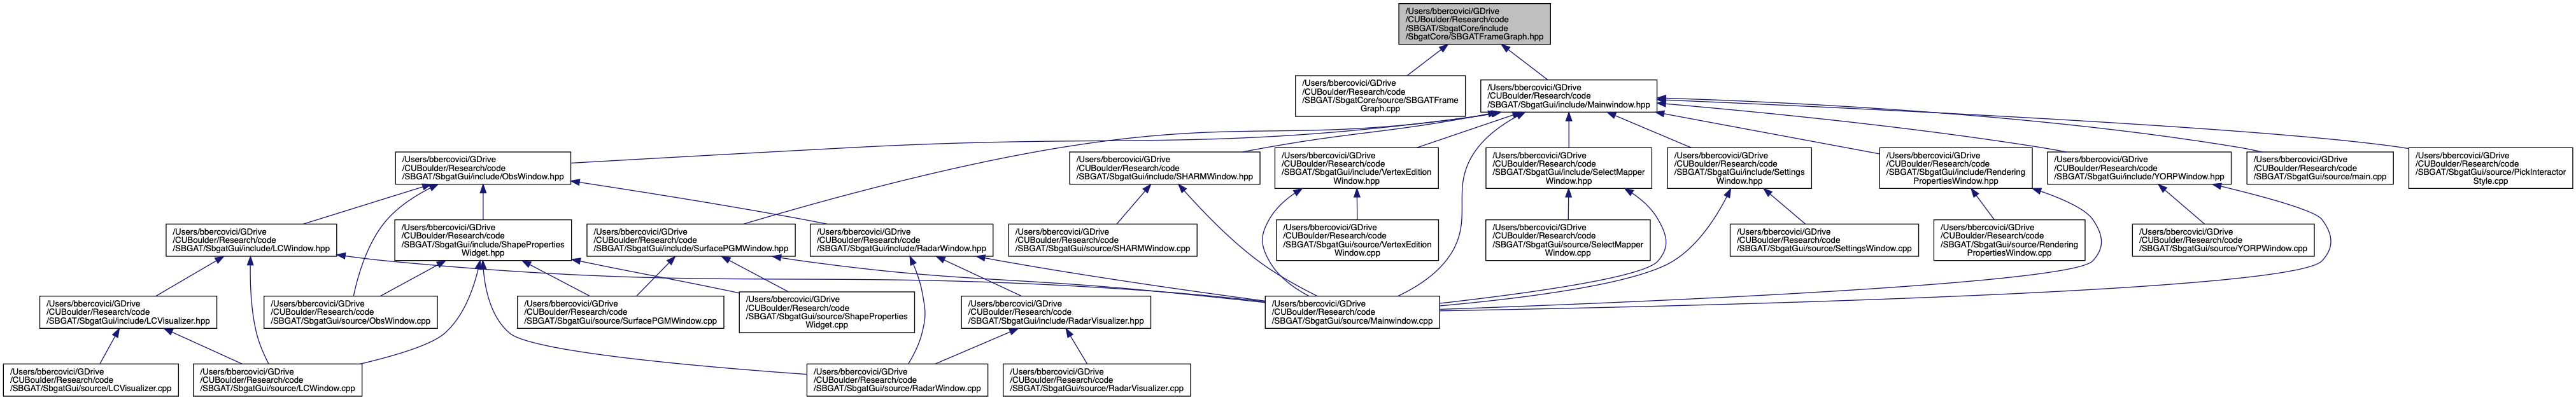 /Users/bbercovici/GDrive
/CUBoulder/Research/code
/SBGAT/SbgatCore/include
/SbgatCore/SBGATFrameGraph.hpp
/Users/bbercovici/GDrive
/CUBoulder/Research/code
/SBGAT/SbgatCore/source/SBGATFrame
Graph.cpp
/Users/bbercovici/GDrive
/CUBoulder/Research/code
/SBGAT/SbgatGui/include/Mainwindow.hpp
/Users/bbercovici/GDrive
/CUBoulder/Research/code
/SBGAT/SbgatGui/include/ObsWindow.hpp
/Users/bbercovici/GDrive
/CUBoulder/Research/code
/SBGAT/SbgatGui/include/SHARMWindow.hpp
/Users/bbercovici/GDrive
/CUBoulder/Research/code
/SBGAT/SbgatGui/include/VertexEdition
Window.hpp
/Users/bbercovici/GDrive
/CUBoulder/Research/code
/SBGAT/SbgatGui/include/SelectMapper
Window.hpp
/Users/bbercovici/GDrive
/CUBoulder/Research/code
/SBGAT/SbgatGui/include/Settings
Window.hpp
/Users/bbercovici/GDrive
/CUBoulder/Research/code
/SBGAT/SbgatGui/include/Rendering
PropertiesWindow.hpp
/Users/bbercovici/GDrive
/CUBoulder/Research/code
/SBGAT/SbgatGui/include/YORPWindow.hpp
/Users/bbercovici/GDrive
/CUBoulder/Research/code
/SBGAT/SbgatGui/source/main.cpp
/Users/bbercovici/GDrive
/CUBoulder/Research/code
/SBGAT/SbgatGui/source/PickInteractor
Style.cpp
/Users/bbercovici/GDrive
/CUBoulder/Research/code
/SBGAT/SbgatGui/include/LCWindow.hpp
/Users/bbercovici/GDrive
/CUBoulder/Research/code
/SBGAT/SbgatGui/include/ShapeProperties
Widget.hpp
/Users/bbercovici/GDrive
/CUBoulder/Research/code
/SBGAT/SbgatGui/include/SurfacePGMWindow.hpp
/Users/bbercovici/GDrive
/CUBoulder/Research/code
/SBGAT/SbgatGui/include/RadarWindow.hpp
/Users/bbercovici/GDrive
/CUBoulder/Research/code
/SBGAT/SbgatGui/source/SHARMWindow.cpp
/Users/bbercovici/GDrive
/CUBoulder/Research/code
/SBGAT/SbgatGui/source/VertexEdition
Window.cpp
/Users/bbercovici/GDrive
/CUBoulder/Research/code
/SBGAT/SbgatGui/source/SelectMapper
Window.cpp
/Users/bbercovici/GDrive
/CUBoulder/Research/code
/SBGAT/SbgatGui/source/SettingsWindow.cpp
/Users/bbercovici/GDrive
/CUBoulder/Research/code
/SBGAT/SbgatGui/source/Rendering
PropertiesWindow.cpp
/Users/bbercovici/GDrive
/CUBoulder/Research/code
/SBGAT/SbgatGui/source/YORPWindow.cpp
/Users/bbercovici/GDrive
/CUBoulder/Research/code
/SBGAT/SbgatGui/include/LCVisualizer.hpp
/Users/bbercovici/GDrive
/CUBoulder/Research/code
/SBGAT/SbgatGui/source/ObsWindow.cpp
/Users/bbercovici/GDrive
/CUBoulder/Research/code
/SBGAT/SbgatGui/source/SurfacePGMWindow.cpp
/Users/bbercovici/GDrive
/CUBoulder/Research/code
/SBGAT/SbgatGui/source/ShapeProperties
Widget.cpp
/Users/bbercovici/GDrive
/CUBoulder/Research/code
/SBGAT/SbgatGui/include/RadarVisualizer.hpp
/Users/bbercovici/GDrive
/CUBoulder/Research/code
/SBGAT/SbgatGui/source/Mainwindow.cpp
/Users/bbercovici/GDrive
/CUBoulder/Research/code
/SBGAT/SbgatGui/source/LCVisualizer.cpp
/Users/bbercovici/GDrive
/CUBoulder/Research/code
/SBGAT/SbgatGui/source/LCWindow.cpp
/Users/bbercovici/GDrive
/CUBoulder/Research/code
/SBGAT/SbgatGui/source/RadarWindow.cpp
/Users/bbercovici/GDrive
/CUBoulder/Research/code
/SBGAT/SbgatGui/source/RadarVisualizer.cpp